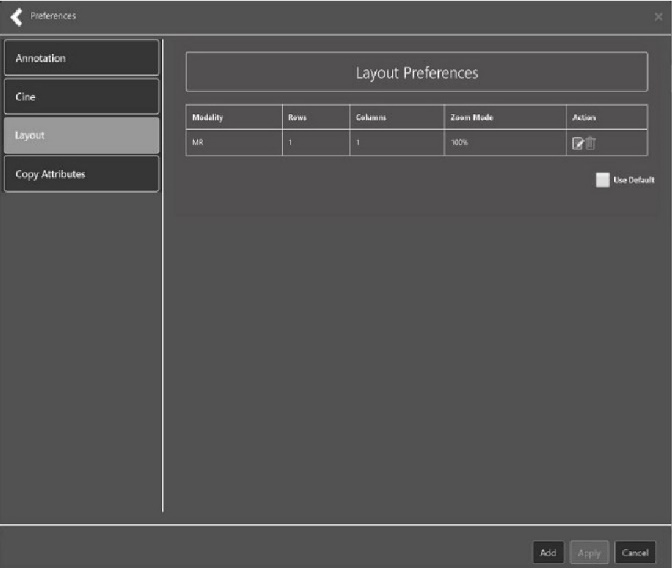 Preferences
Annotation
Cine
Layout
Copy Attributes
Layout Preferences
Modality Rows Columns Zoom Mode Action
MR 1 1 100%
Use Default
Add Apply Cancel